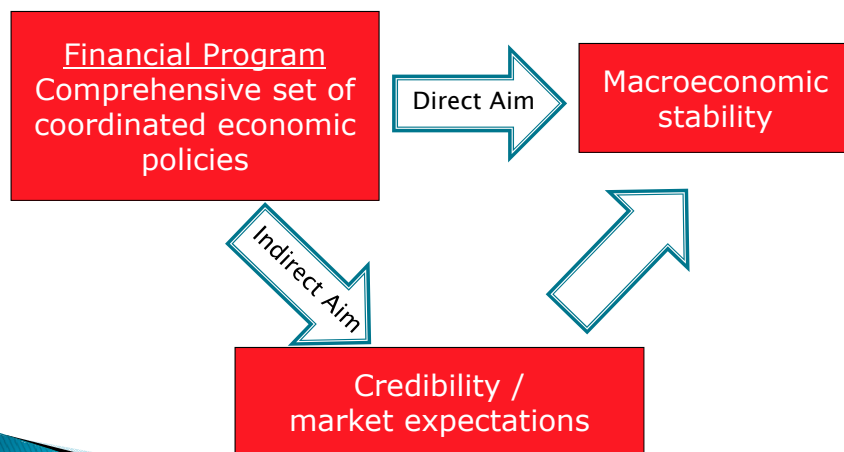 Financial Program
Comprehensive set of
coordinated economic
policies
Direct Aim
Macroeconomic
stability
Indirect Aim
Credibility /
market expectations